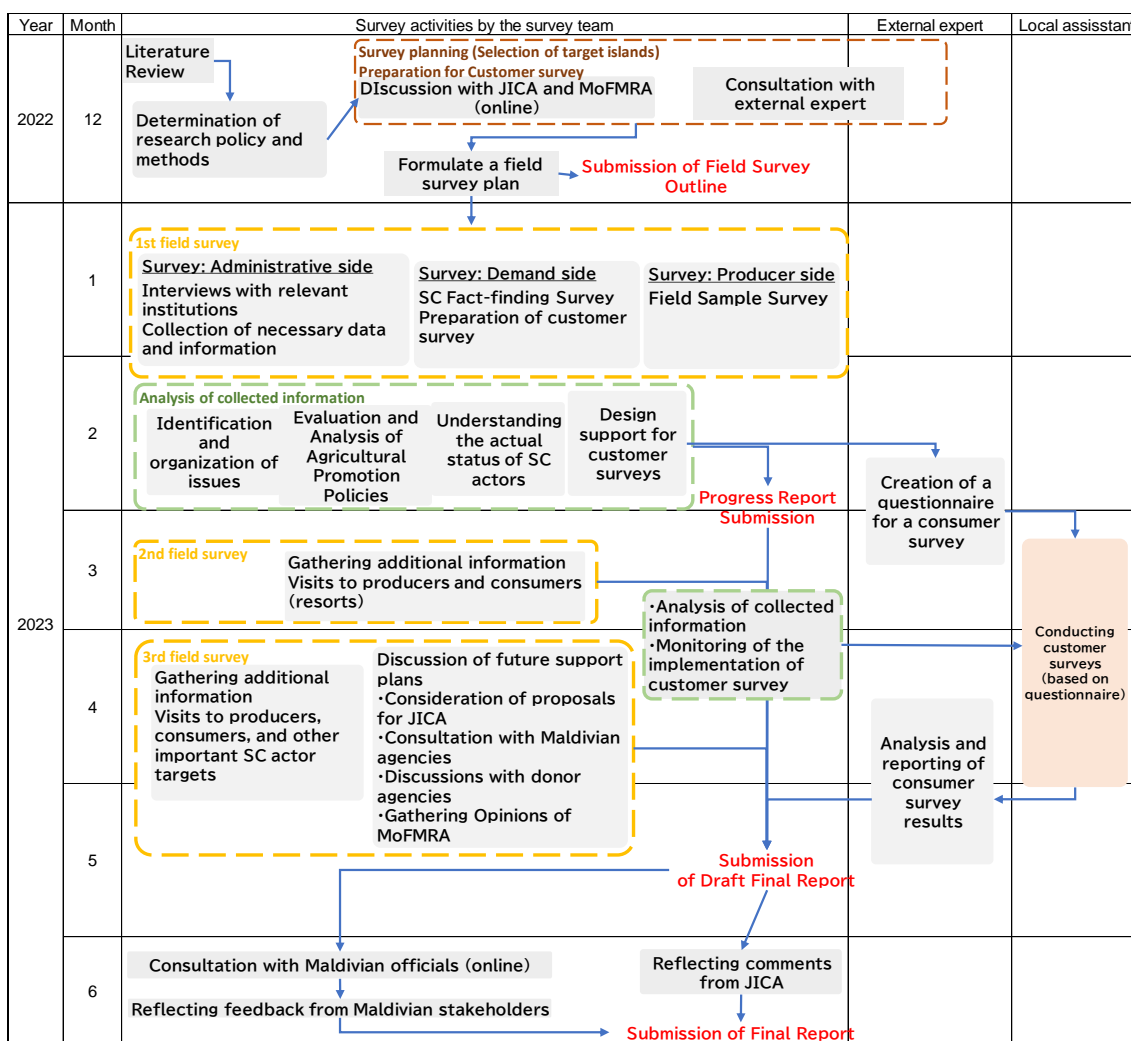 Year Month Survey activities by the survey team External expert Local assistant
2022 12
Literature
Review
Determination of
research policy and
methods
Survey planning (Selection of target islands)
Preparation for Customer survey
DIscussion with JICA and MoFMRA
(online)
Consultation with
external expert
Formulate a field
survey plan
Submission of Field Survey
Outline
2023
1
1st field survey
Survey: Administrative side
Interviews with relevant
institutions
Collection of necessary data
and information
Survey: Demand side
SC Fact-finding Survey
Preparation of customer
survey
Survey: Producer side
Field Sample Survey
2
Analysis of collected information
Identification
and
organization of
issues
Evaluation and
Analysis of
Agricultural
Promotion
Policies
Understanding
the actual
status of SC
actors
Design
support for
customer
surveys
Progress Report
Submission
Creation of a
questionnaire
for a consumer
survey
3
2nd field survey
Gathering additional information
Visits to producers and consumers
(resorts)
・Analysis of collected
information
・Monitoring of the
implementation of
customer survey
Conducting
customer
surveys
(based on
questionnaire)
4
3rd field survey
Gathering additional
information
Visits to producers,
consumers, and other
important SC actor
targets
Discussion of future support
plans
・Consideration of proposals
for JICA
・Consultation with Maldivian
agencies
・Discussions with donor
agencies
・Gathering Opinions of
MoFMRA
Analysis and
reporting of
consumer
survey
results
5
Submission
of Draft Final Report
6
Consultation with Maldivian officials (online)
Reflecting feedback from Maldivian stakeholders
Reflecting comments
from JICA
Submission of Final Report